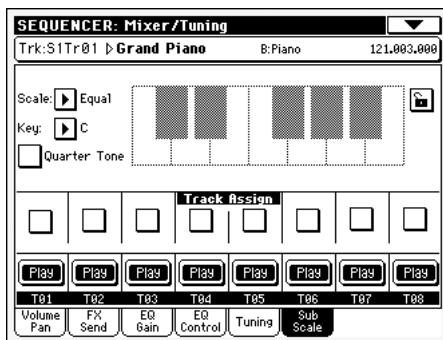 SEQUENCER: Mixer/Tuning
Trk:S1Tr01 Grand Piano B:Piano 121.003.000
Scale: Equal
Key: C
Quarter Tone
Track Assign
Play Play Play Play Play Play Play Play
T01 T02 T03 T04 T05 T06 T07 T08
Volume Pan FX Send EQ Gain EQ Control Tuning Sub Scale